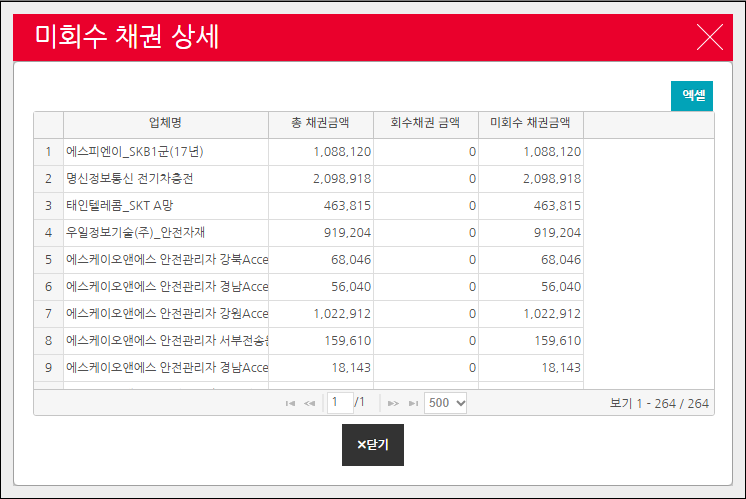 미회수 채권 상세
엑셀
업체명 총 채권금액 회수채권 금액 미회수 채권금액
1 에스피엔이_SKB1군(17년) 1,088,120 0 1,088,120
2 명신정보통신 전기차충전 2,098,918 0 2,098,918
3 태인텔레콤_SKT A망 463,815 0 463,815
4 우일정보기술(주)_안전자재 919,204 0 919,204
5 에스케이오앤에스 안전관리자 강북Acce 68,046 0 68,046
6 에스케이오앤에스 안전관리자 경남Acce 56,040 0 56,040
7 에스케이오앤에스 안전관리자 강원Acce 1,022,912 0 1,022,912
8 에스케이오앤에스 안전관리자 서부전송 159,610 0 159,610
9 에스케이오앤에스 안전관리자 경남Acce 18,143 0 18,143
1 /1 500 보기 1 - 264 / 264
×닫기